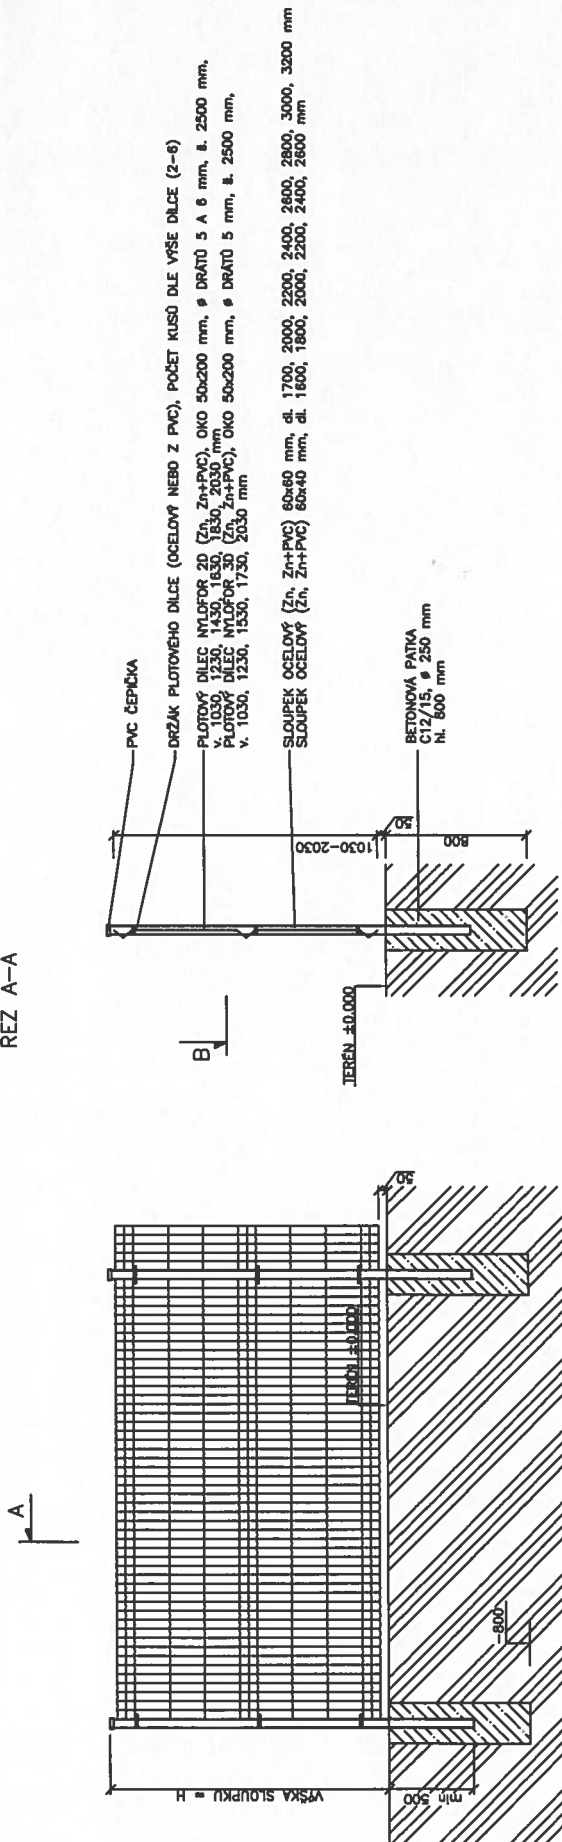 ŘEZ A-A
PVC ČEPIČKA
DRŽÁK PLOTOVÉHO DÍLCE (OCELOVÝ NEBO Z PVC), POČET KUSŮ DLE VÝŠE DÍLCE (2-6)
PLOTOVÝ DÍLEC NYLOFOR 2D (Zn, Zn+PVC), OKO 50x200 mm, ø DRÁTŮ 5 A 6 mm, š. 2500 mm,
v. 1030, 1230, 1430, 1630, 1830, 2030 mm
PLOTOVÝ DÍLEC NYLOFOR 3D (Zn, Zn+PVC), OKO 50x200 mm, ø DRÁTŮ 5 mm, š. 2500 mm,
v. 1030, 1230, 1530, 1730, 2030 mm
SLOUPEK OCELOVÝ (Zn, Zn+PVC) 60x60 mm, dl. 1700, 2000, 2200, 2400, 2600, 2800, 3000, 3200 mm
SLOUPEK OCELOVÝ (Zn, Zn+PVC) 60x40 mm, dl. 1600, 1800, 2000, 2200, 2400, 2600 mm
BETONOVÁ PATKA
C12/15, ø 250 mm
hl. 800 mm
1030-2030
50
800
B
TERÉN ±0.000
A
50
TERÉN ±0.000
-800
VÝŠKA SLOUPKU = H
min 500